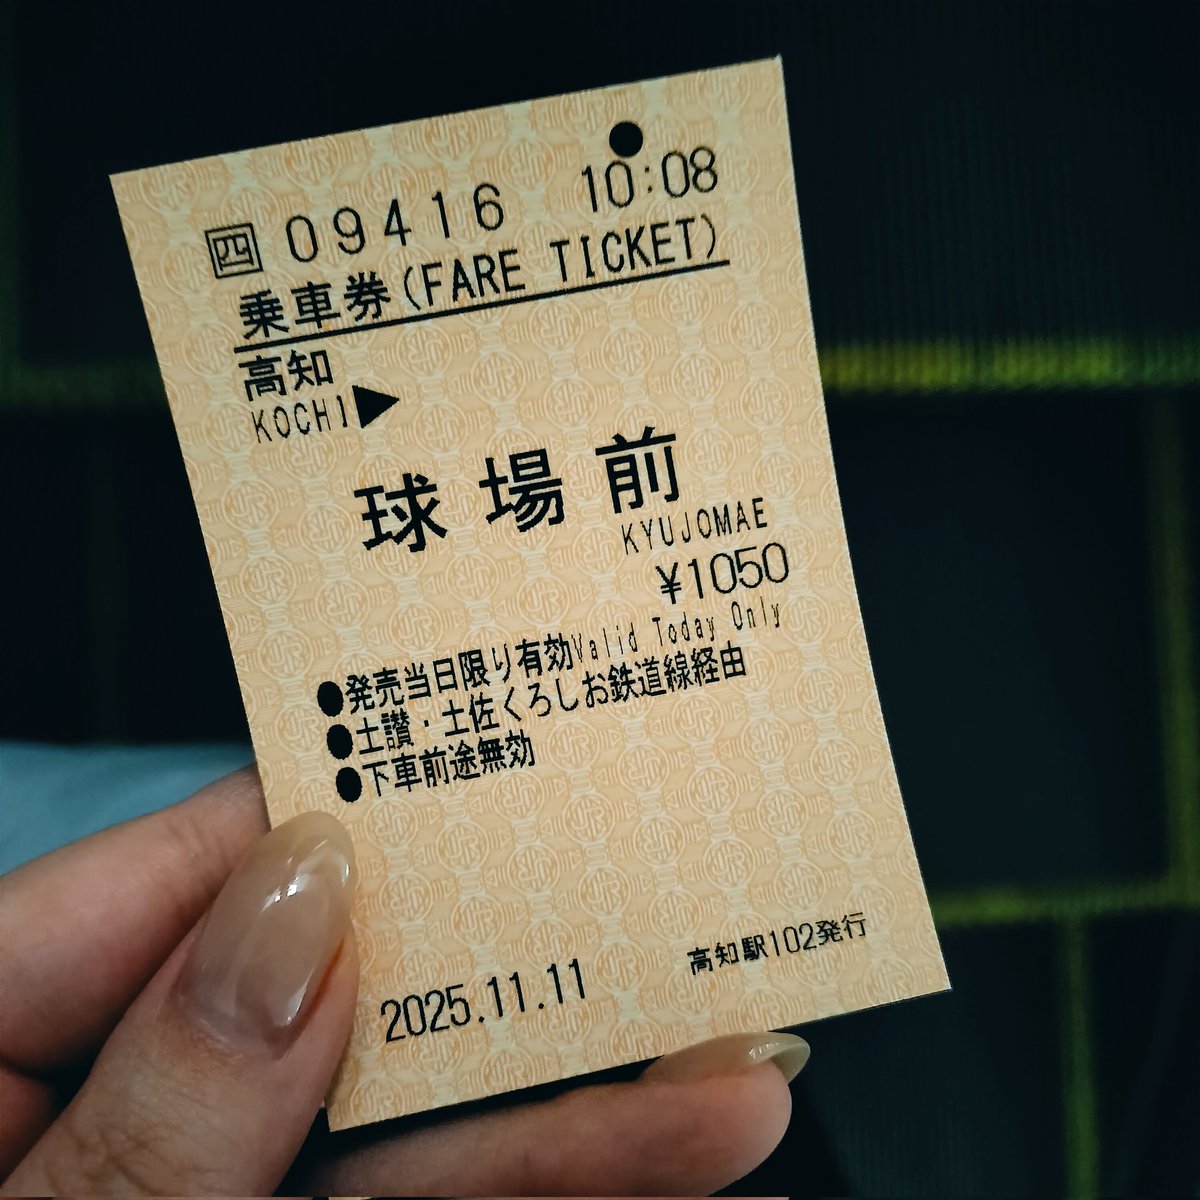 四 09416 10:08
乗車券(FARE TICKET)
高知
KOCHI▶
球場前
KYUJOMAE
¥1050
●発売当日限り有効Valid Today Only
●土讃・土佐くろしお鉄道線経由
●下車前途無効
高知駅102発行
2025.11.11